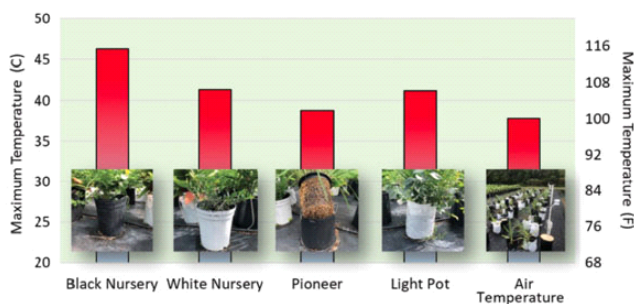 50
45
40
35
30
25
20
Maximum Temperature (C)
116
108
100
92
84
76
68
Maximum Temperature (F)
Black Nursery
White Nursery
Pioneer
Light Pot
Air
Temperature